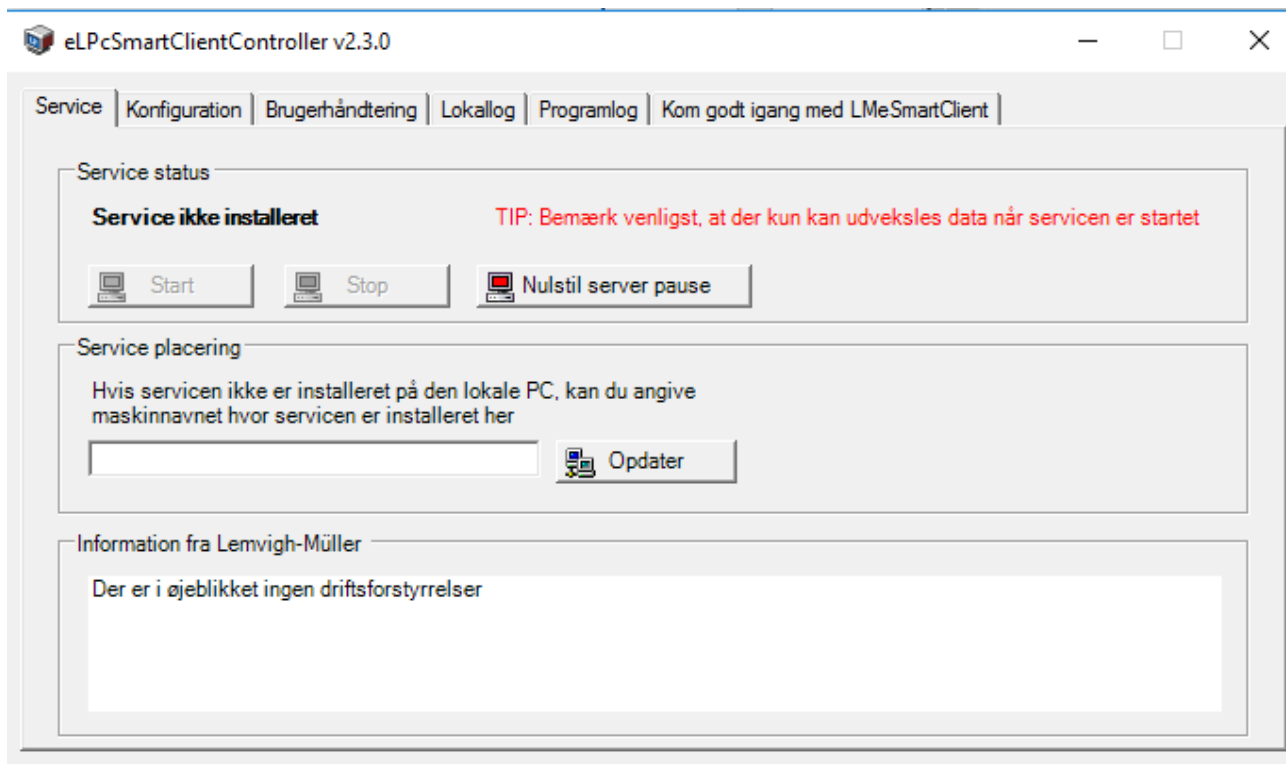 eLPcSmartClientController v2.3.0
Service Konfiguration Brugerhåndtering Lokallog Programlog Kom godt igang med LMeSmartClient
Service status
Service ikke installeret TIP: Bemærk venligst, at der kun kan udveksles data når servicen er startet
Start Stop Nulstil server pause
Service placering
Hvis servicen ikke er installeret på den lokale PC, kan du angive
maskinnavnet hvor servicen er installeret her
Opdater
Information fra Lemvigh-Müller
Der er i øjeblikket ingen driftsforstyrrelser